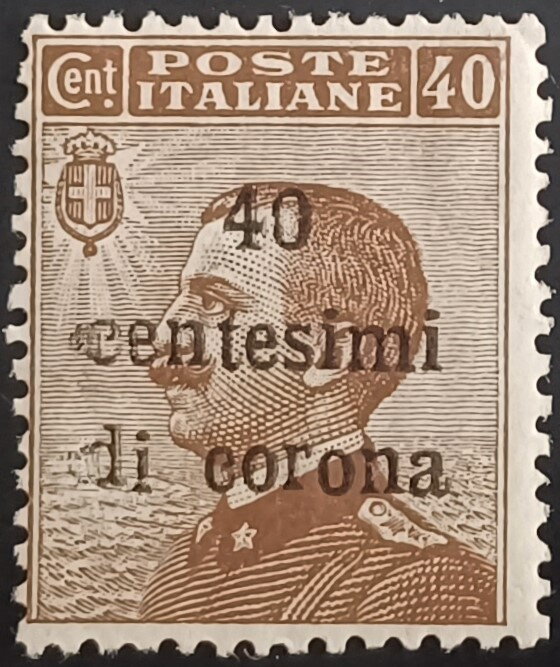 Cent. POSTE ITALIANE 40
40
centesimi
di corona